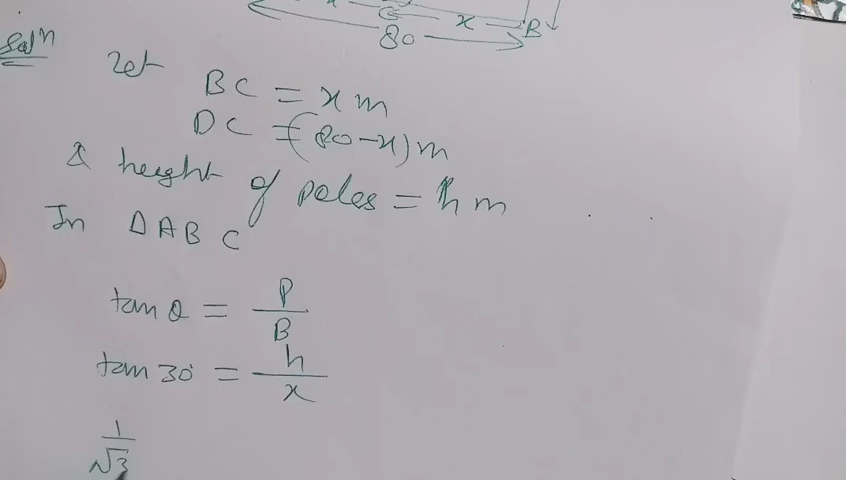 x
80
B
Solⁿ Let
BC = x m
DC = (80-x) m
& height of poles = h m
In ΔABC
tan θ = P/B
tan 30° = h/x
1/√3